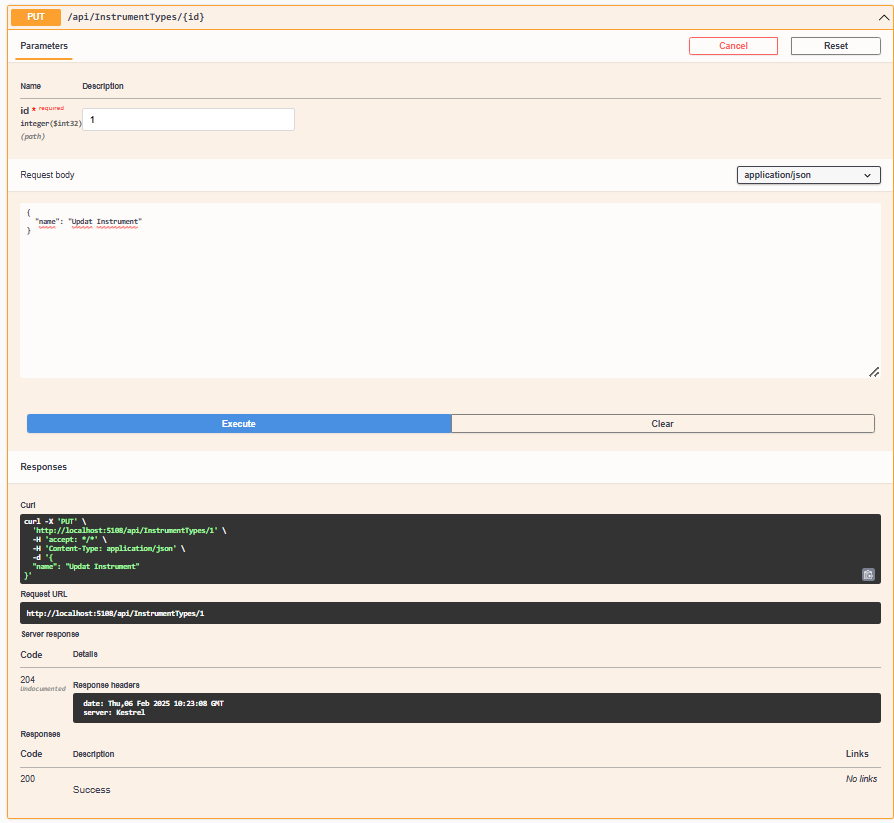 PUT /api/InstrumentTypes/{id}
Parameters
Cancel
Reset
Name Description
id * required
integer($int32)
(path)
1
Request body
application/json
{
"name": "Updat Instrument"
}
Execute
Clear
Responses
Curl
curl -X 'PUT' \
'http://localhost:5108/api/InstrumentTypes/1' \
-H 'accept: */*' \
-H 'Content-Type: application/json' \
-d '{
"name": "Updat Instrument"
}'
Request URL
http://localhost:5108/api/InstrumentTypes/1
Server response
Code Details
204
Undocumented
Response headers
date: Thu,06 Feb 2025 10:23:08 GMT
server: Kestrel
Responses
Code Description Links
200 No links
Success